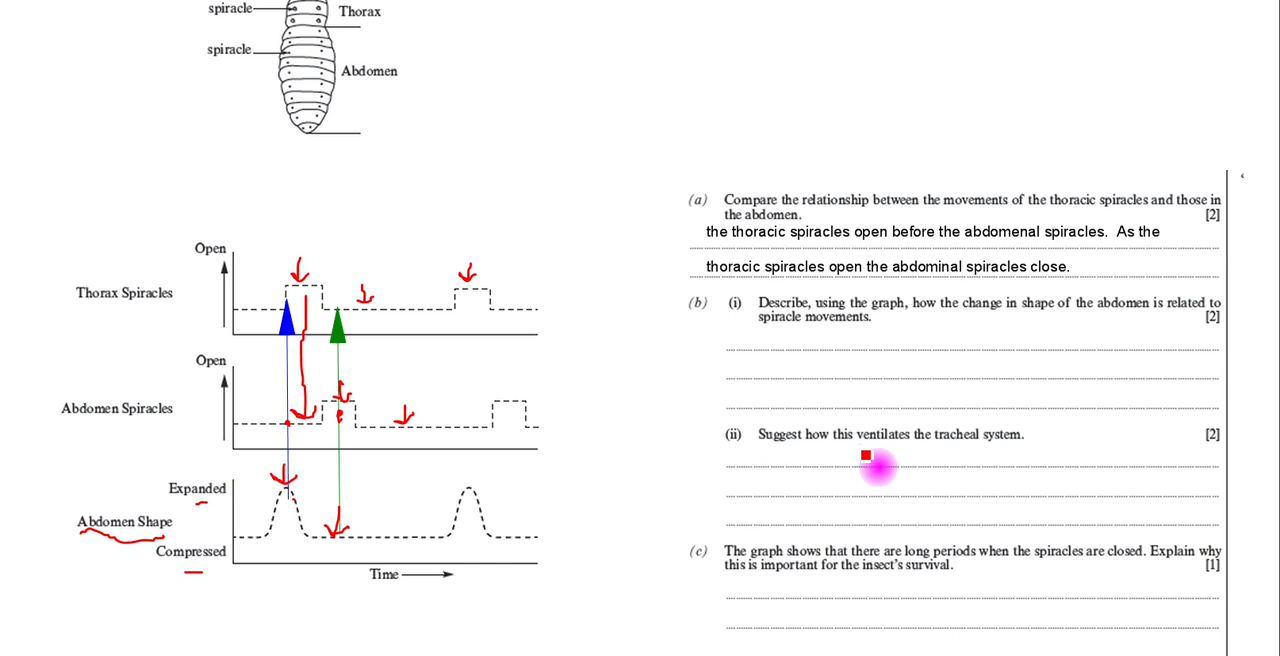 spiracle
Thorax
spiracle
Abdomen
Open
Thorax Spiracles
Open
Abdomen Spiracles
Expanded
Abdomen Shape
Compressed
Time
(a) Compare the relationship between the movements of the thoracic spiracles and those in
the abdomen. [2]
the thoracic spiracles open before the abdomenal spiracles. As the
thoracic spiracles open the abdominal spiracles close.
(b) (i) Describe, using the graph, how the change in shape of the abdomen is related to
spiracle movements. [2]
(ii) Suggest how this ventilates the tracheal system. [2]
(c) The graph shows that there are long periods when the spiracles are closed. Explain why
this is important for the insect's survival. [1]